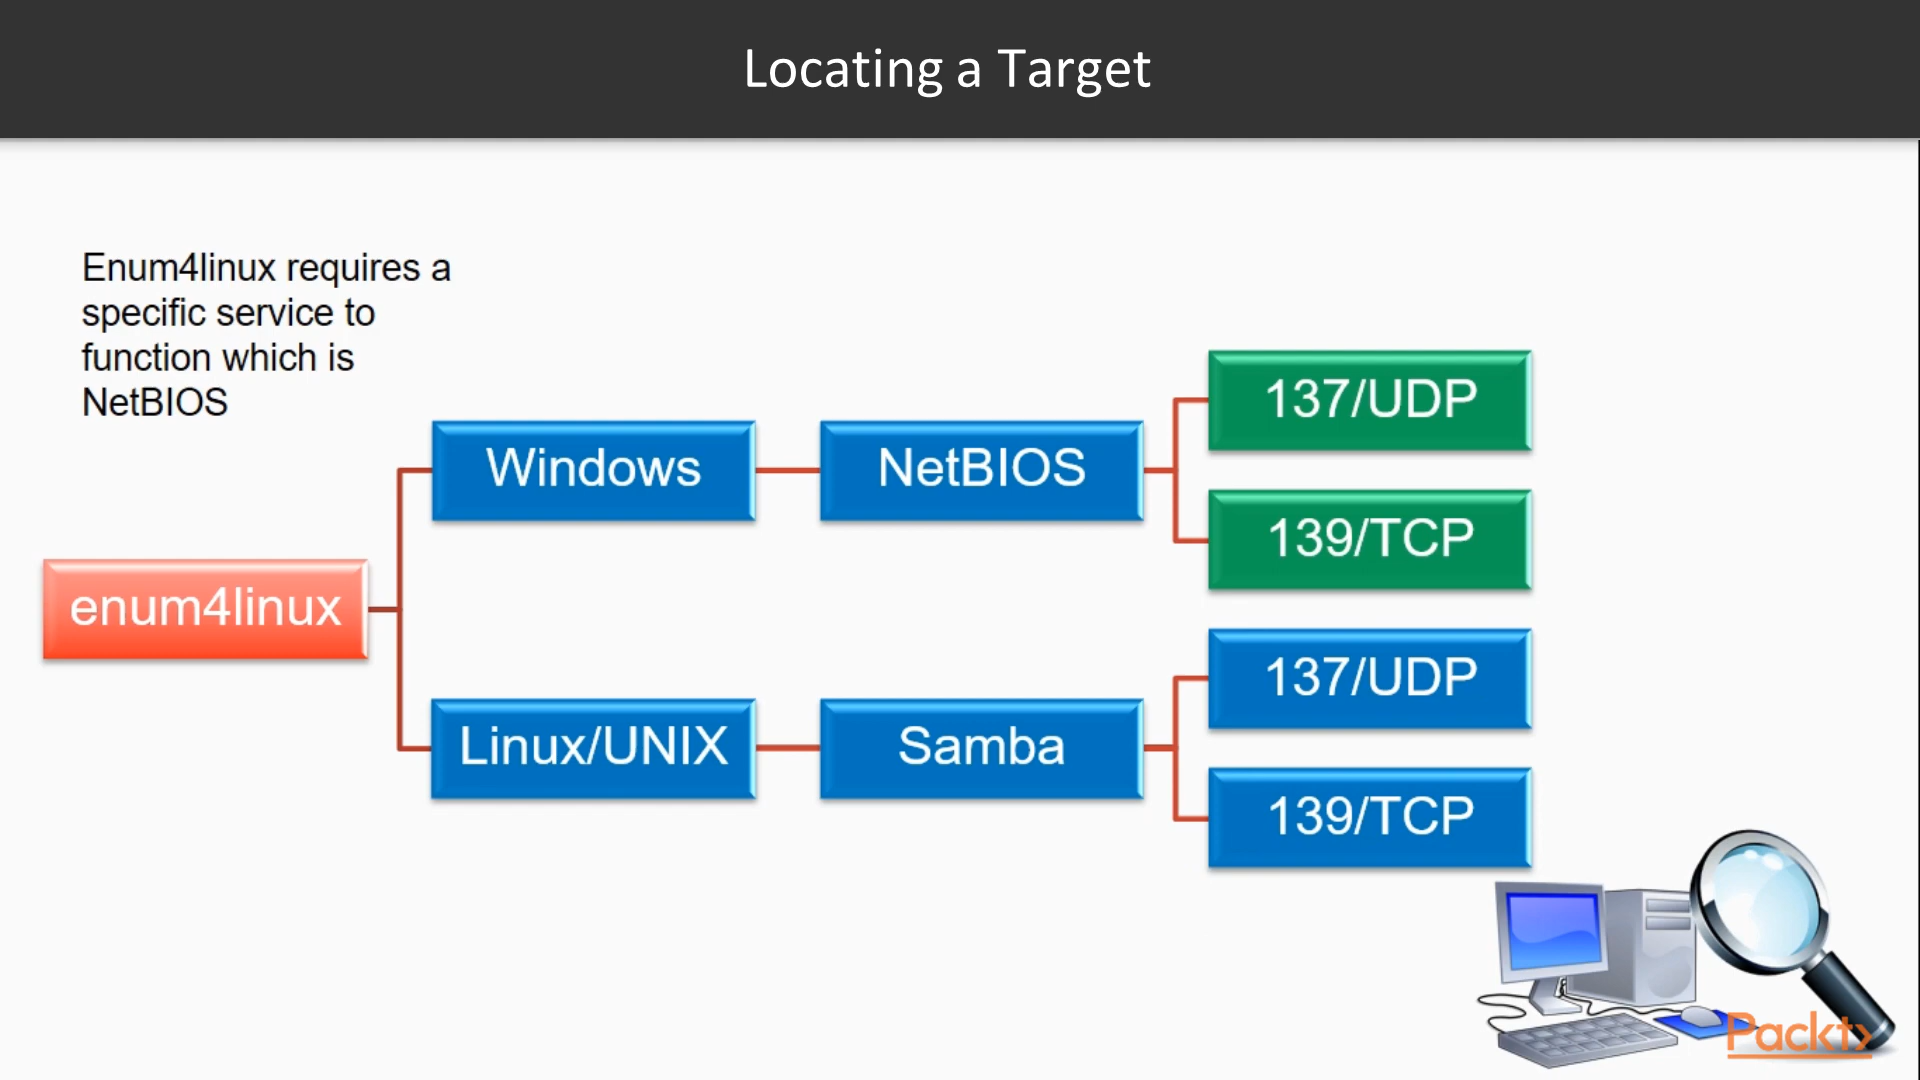 Locating a Target
Enum4linux requires a
specific service to
function which is
NetBIOS
enum4linux
Windows
NetBIOS
137/UDP
139/TCP
Linux/UNIX
Samba
137/UDP
139/TCP
Packt>